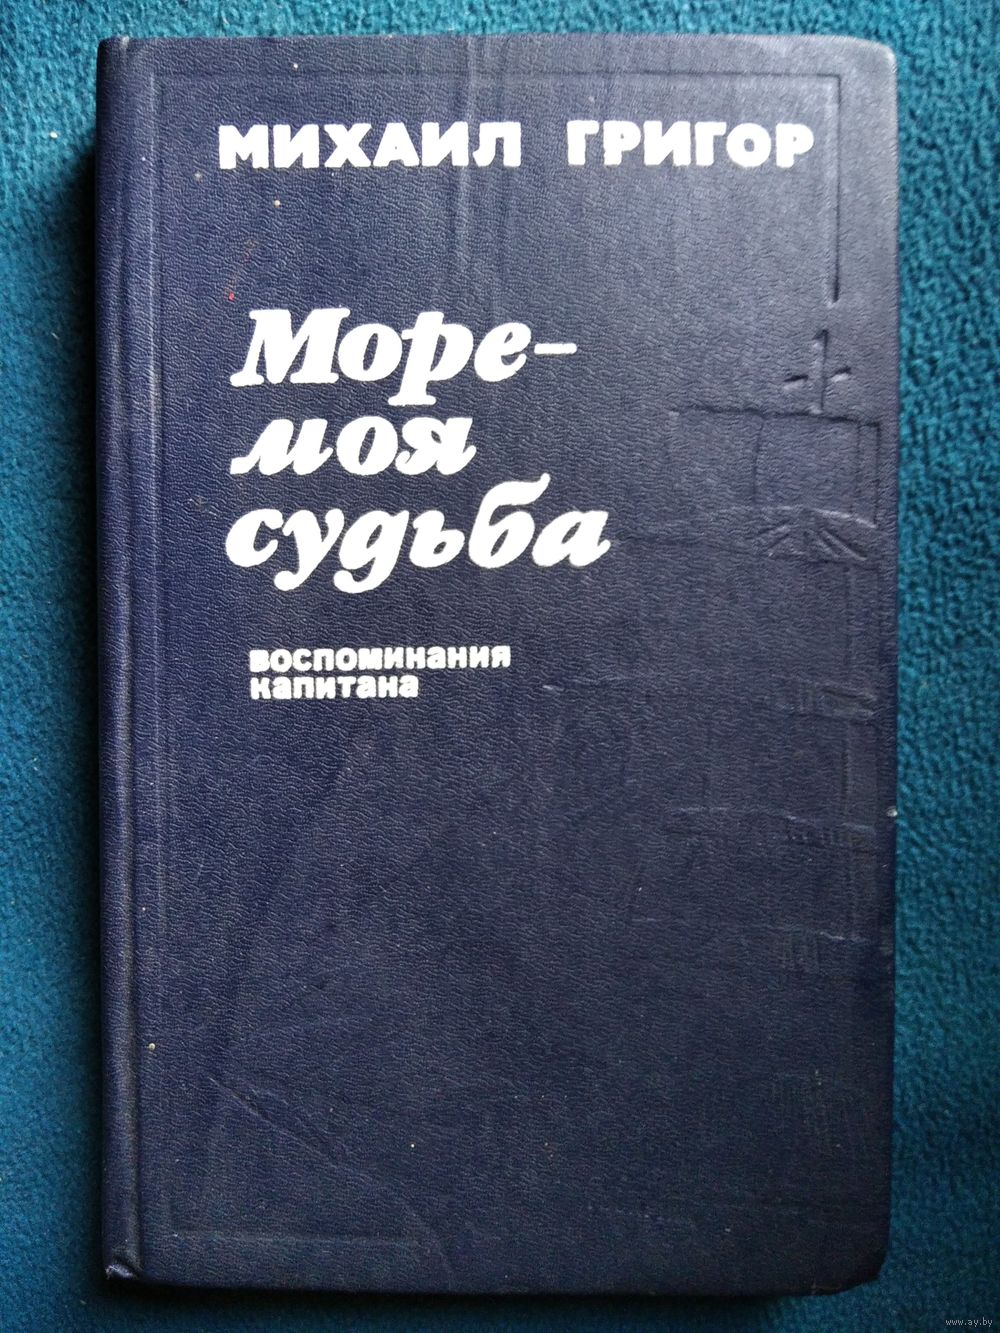 МИХАИЛ ГРИГОР
Море-
моя
судьба
воспоминания
капитана
www.ay.by